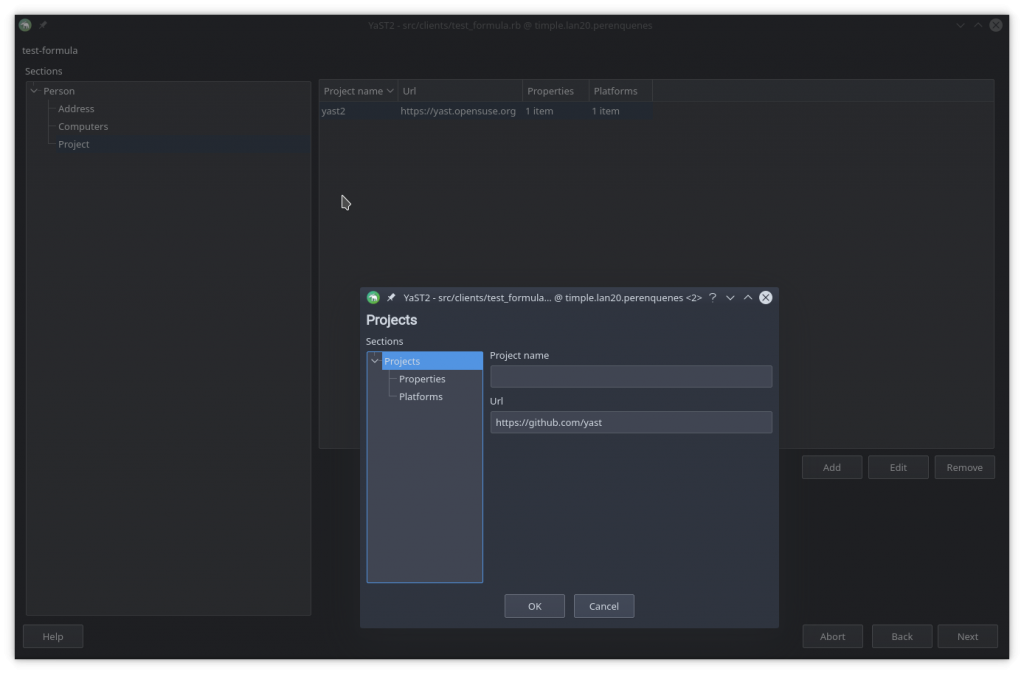 YaST2 - src/clients/test_formula.rb @ timple.lan20.perenquenes
test-formula
Sections
Person
Address
Computers
Project
Project name Url Properties Platforms
yast2 https://yast.opensuse.org 1 item 1 item
YaST2 - src/clients/test_formula... @ timple.lan20.perenquenes <2> ?
Projects
Sections
Projects
Properties
Platforms
Project name
Url
https://github.com/yast
OK Cancel
Add Edit Remove
Help Abort Back Next